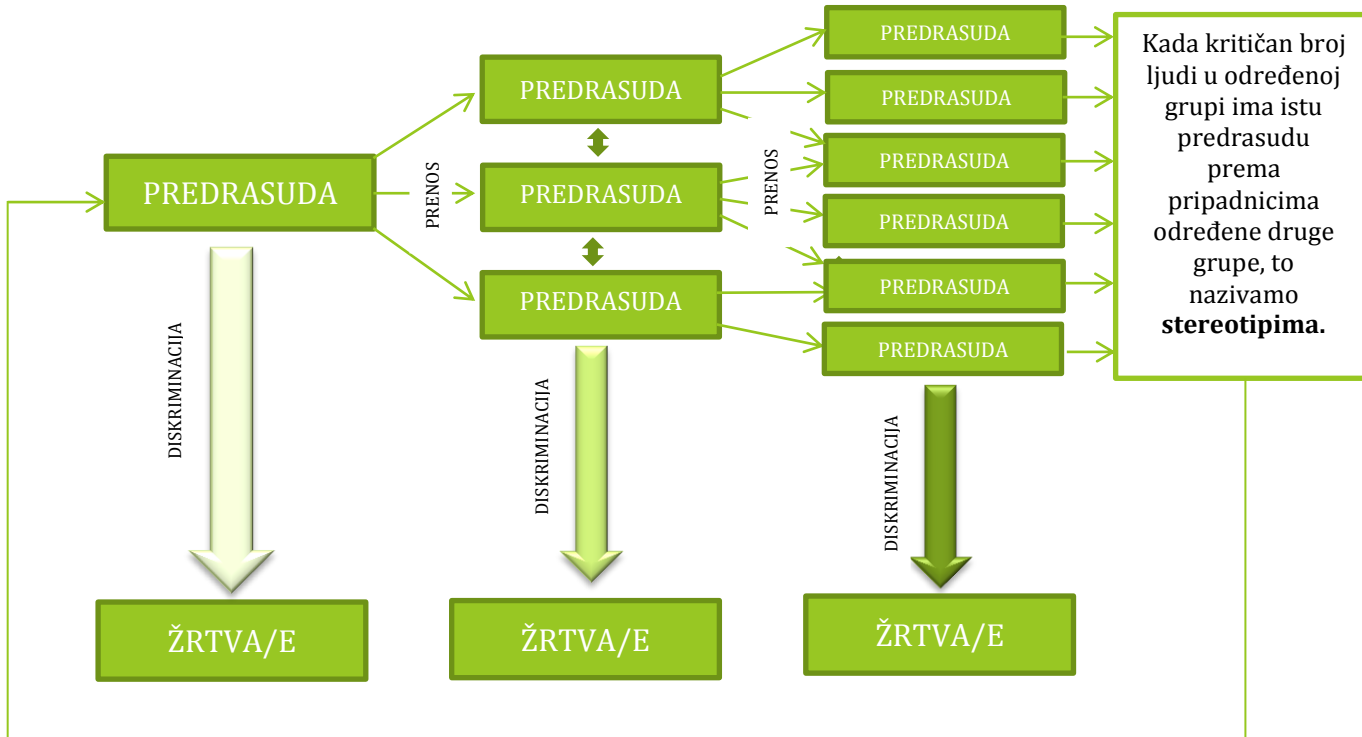 PREDRASUDA
DISKRIMINACIJA
ŽRTVA/E
PRENOS
PREDRASUDA
PREDRASUDA
PREDRASUDA
DISKRIMINACIJA
ŽRTVA/E
PRENOS
PREDRASUDA
PREDRASUDA
PREDRASUDA
PREDRASUDA
PREDRASUDA
PREDRASUDA
DISKRIMINACIJA
ŽRTVA/E
Kada kritičan broj
ljudi u određenoj
grupi ima istu
predrasudu
prema
pripadnicima
određene druge
grupe, to
nazivamo
stereotipima.